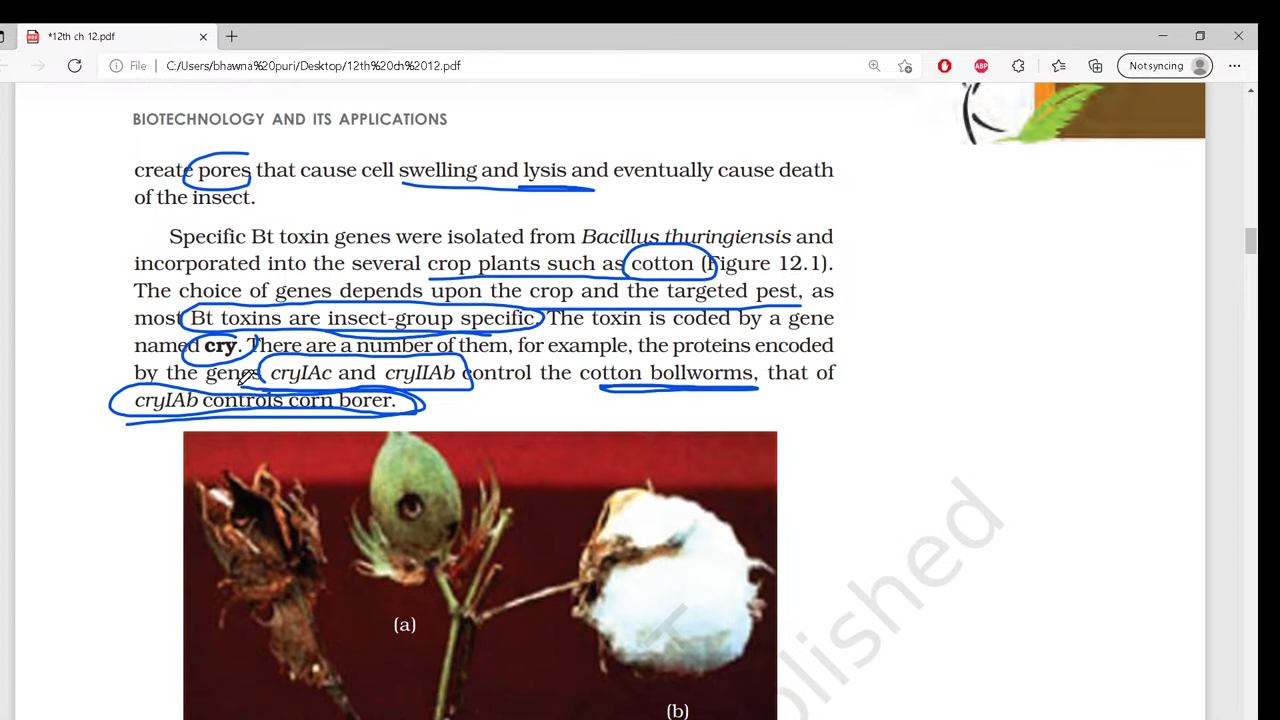 *12th ch 12.pdf
File
C:/Users/bhawna%20puri/Desktop/12th%20ch%2012.pdf
ABP
Not syncing
BIOTECHNOLOGY AND ITS APPLICATIONS
create pores that cause cell swelling and lysis and eventually cause death
of the insect.
Specific Bt toxin genes were isolated from Bacillus thuringiensis and
incorporated into the several crop plants such as cotton (Figure 12.1).
The choice of genes depends upon the crop and the targeted pest, as
most Bt toxins are insect-group specific. The toxin is coded by a gene
named cry. There are a number of them, for example, the proteins encoded
by the genes cryIAc and cryIIAb control the cotton bollworms, that of
cryIAb controls corn borer.
(a)
(b)